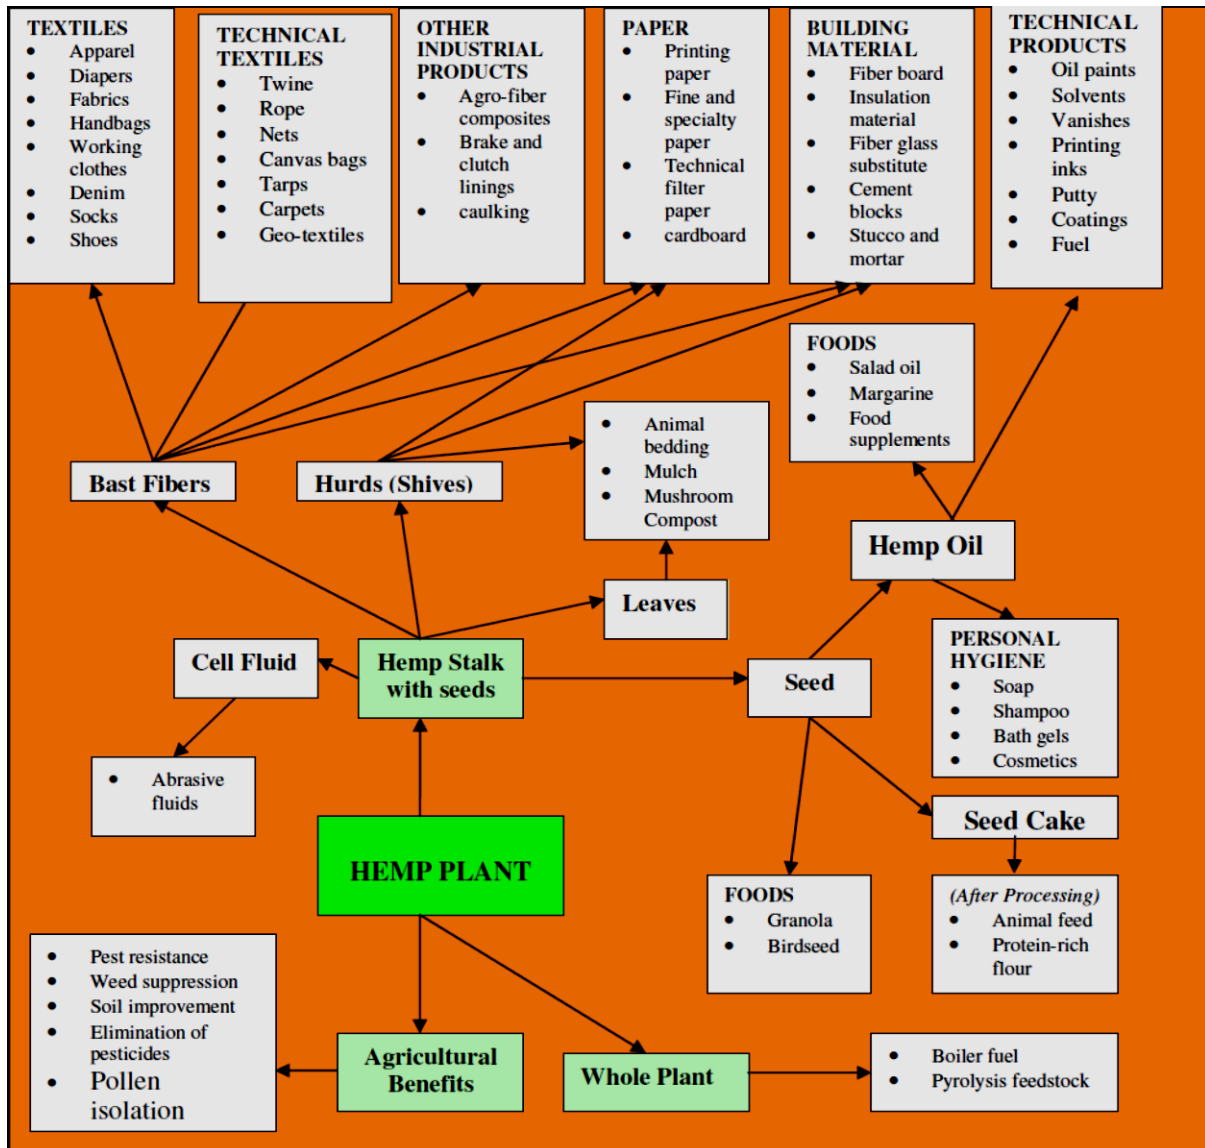 TEXTILES
Apparel
Diapers
Fabrics
Handbags
Working
clothes
Denim
Socks
Shoes
TECHNICAL
TEXTILES
Twine
Rope
Nets
Canvas bags
Tarps
Carpets
Geo-textiles
OTHER
INDUSTRIAL
PRODUCTS
Agro-fiber
composites
Brake and
clutch
linings
caulking
PAPER
Printing
paper
Fine and
specialty
paper
Technical
filter
paper
cardboard
BUILDING
MATERIAL
Fiber board
Insulation
material
Fiber glass
substitute
Cement
blocks
Stucco and
mortar
TECHNICAL
PRODUCTS
Oil paints
Solvents
Vanishes
Printing
inks
Putty
Coatings
Fuel
FOODS
Salad oil
Margarine
Food
supplements
Animal
bedding
Mulch
Mushroom
Compost
Bast Fibers
Hurds (Shives)
Hemp Oil
Leaves
Cell Fluid
Hemp Stalk
with seeds
Seed
PERSONAL
HYGIENE
Soap
Shampoo
Bath gels
Cosmetics
Abrasive
fluids
Seed Cake
HEMP PLANT
FOODS
Granola
Birdseed
(After Processing)
Animal feed
Protein-rich
flour
Pest resistance
Weed suppression
Soil improvement
Elimination of
pesticides
Pollen
isolation
Agricultural
Benefits
Whole Plant
Boiler fuel
Pyrolysis feedstock